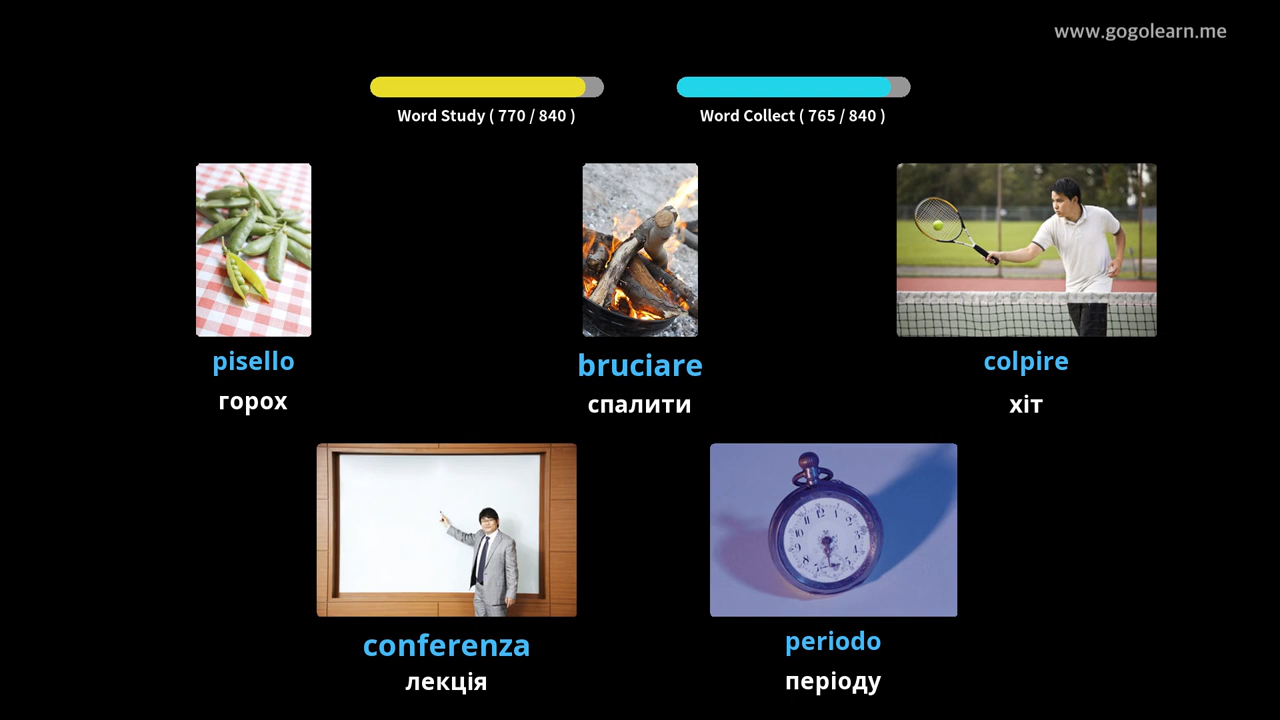 www.gogolearn.me
Word Study ( 770 / 840 )
Word Collect ( 765 / 840 )
pisello
bruciare
colpire
горох
спалити
хіт
conferenza
periodo
лекція
періоду